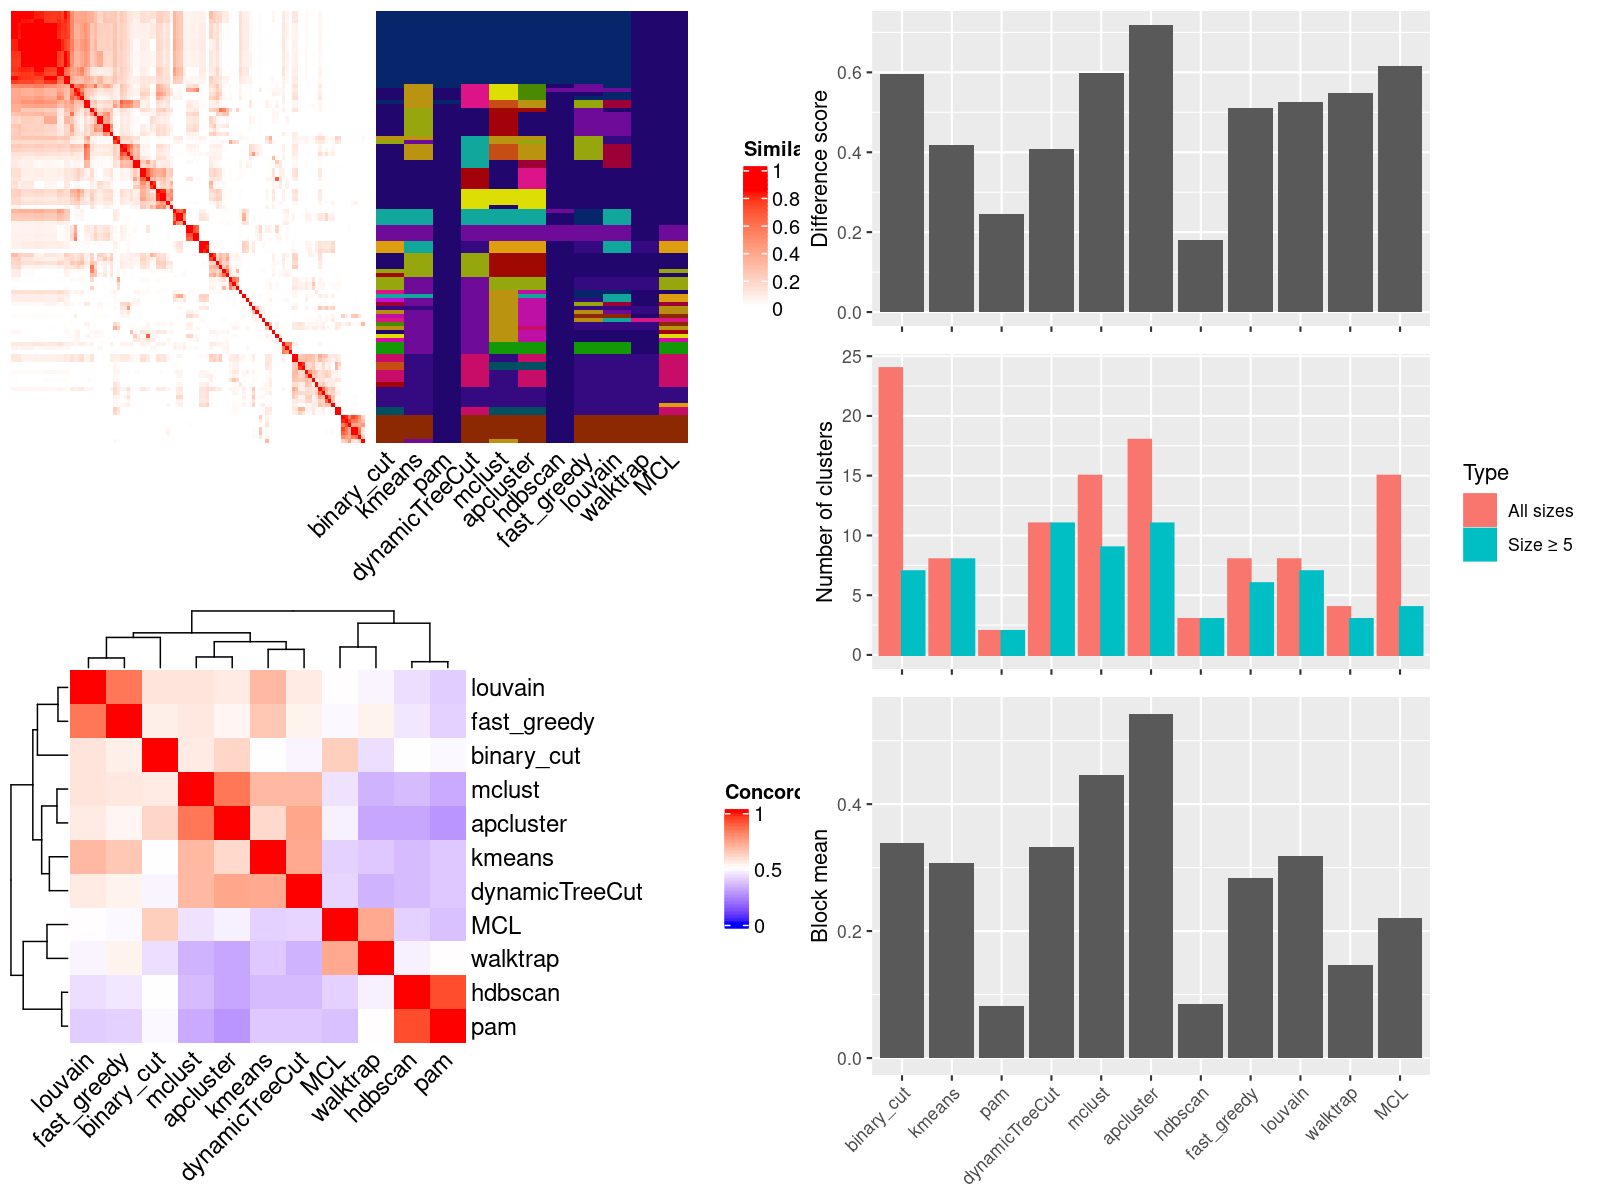 Simila
1
0.8
0.6
0.4
0.2
0
binary_cut
kmeans
pam
dynamicTreeCut
mclust
apcluster
hdbscan
fast_greedy
louvain
walktrap
MCL
Difference score
0.6
0.4
0.2
0.0
Number of clusters
25
20
15
10
5
0
Type
All sizes
Size ≥ 5
louvain
fast_greedy
binary_cut
mclust
apcluster
kmeans
dynamicTreeCut
MCL
walktrap
hdbscan
pam
louvain
fast_greedy
binary_cut
mclust
apcluster
kmeans
dynamicTreeCut
MCL
walktrap
hdbscan
pam
Concord
1
0.5
0
Block mean
0.4
0.2
0.0
binary_cut
kmeans
pam
dynamicTreeCut
mclust
apcluster
hdbscan
fast_greedy
louvain
walktrap
MCL